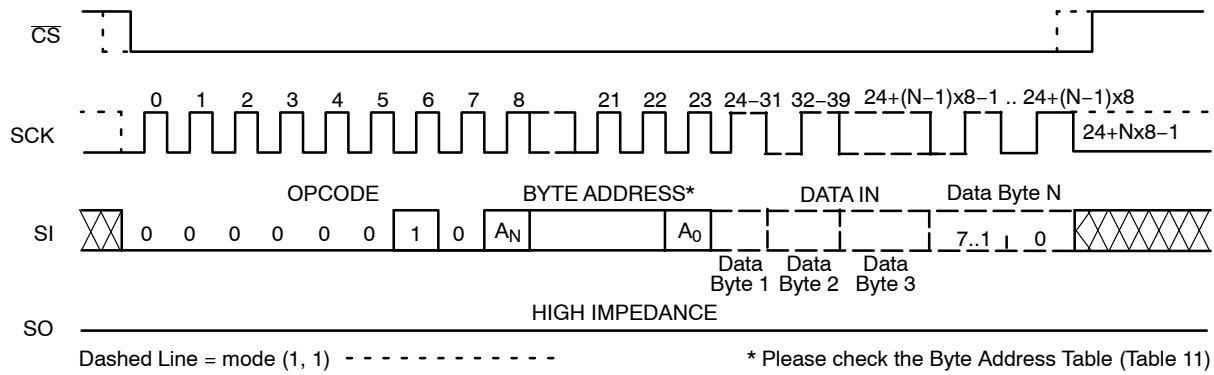 CS
0 1 2 3 4 5 6 7 8 21 22 23 24−31 32−39 24+(N−1)x8−1 .. 24+(N−1)x8
SCK
24+Nx8−1
OPCODE BYTE ADDRESS* DATA IN Data Byte N
SI 0 0 0 0 0 0 1 0 AN A0 7..1 0
Data Byte 1
Data Byte 2
Data Byte 3
HIGH IMPEDANCE
SO
Dashed Line = mode (1, 1)
* Please check the Byte Address Table (Table 11)